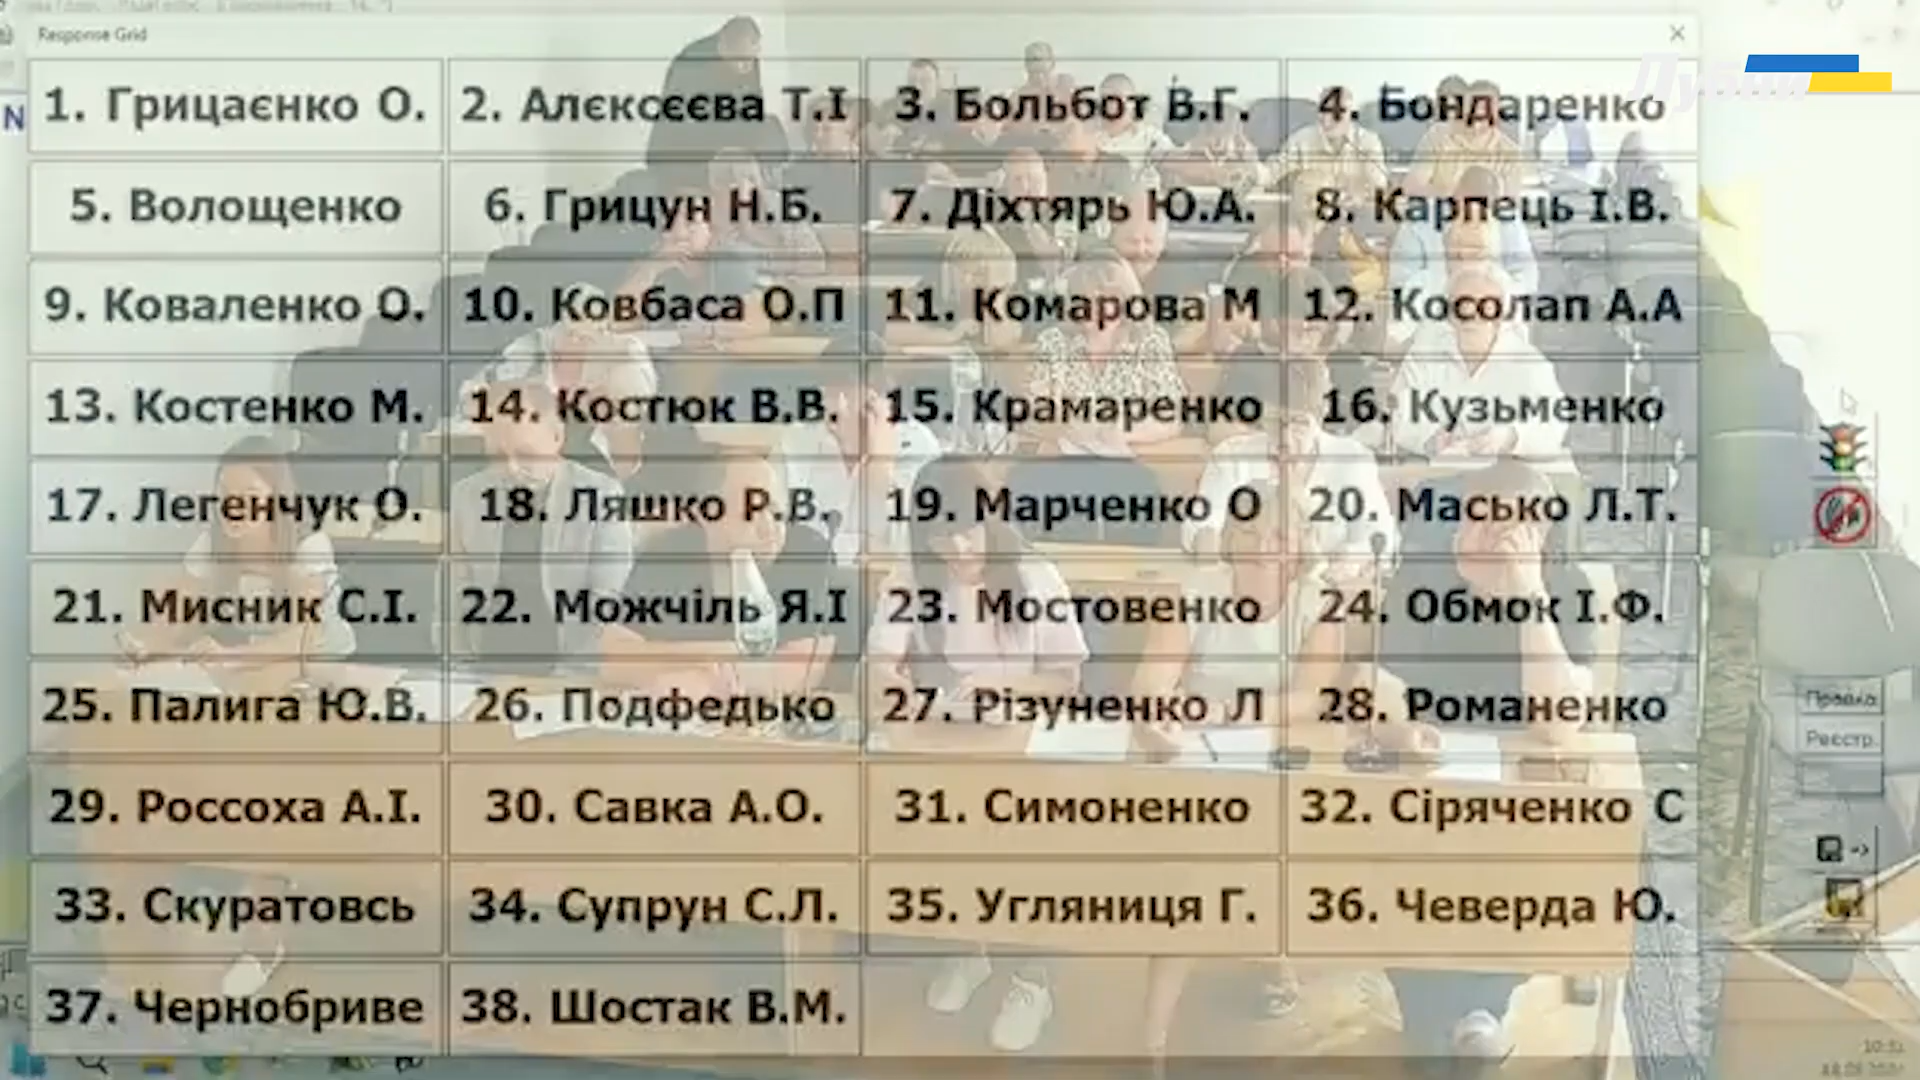 Response Grid
Лубни
1. Грицаєнко О. 2. Алєксєєва Т.І 3. Больбот В.Г. 4. Бондаренко
N
5. Волощенко 6. Грицун Н.Б. 7. Діхтярь Ю.А. 8. Карпець І.В.
9. Коваленко О. 10. Ковбаса О.П 11. Комарова М 12. Косолап А.А
13. Костенко М. 14. Костюк В.В. 15. Крамаренко 16. Кузьменко
17. Легенчук О. 18. Ляшко Р.В. 19. Марченко О 20. Масько Л.Т.
21. Мисник С.І. 22. Можчіль Я.І 23. Мостовенко 24. Обмок І.Ф.
25. Палига Ю.В. 26. Подфедько 27. Різуненко Л 28. Романенко
Реєстр.
29. Россоха А.І. 30. Савка А.О. 31. Симоненко 32. Сіряченко С
33. Скуратовсь 34. Супрун С.Л. 35. Угляниця Г. 36. Чеверда Ю.
37. Чернобриве 38. Шостак В.М.